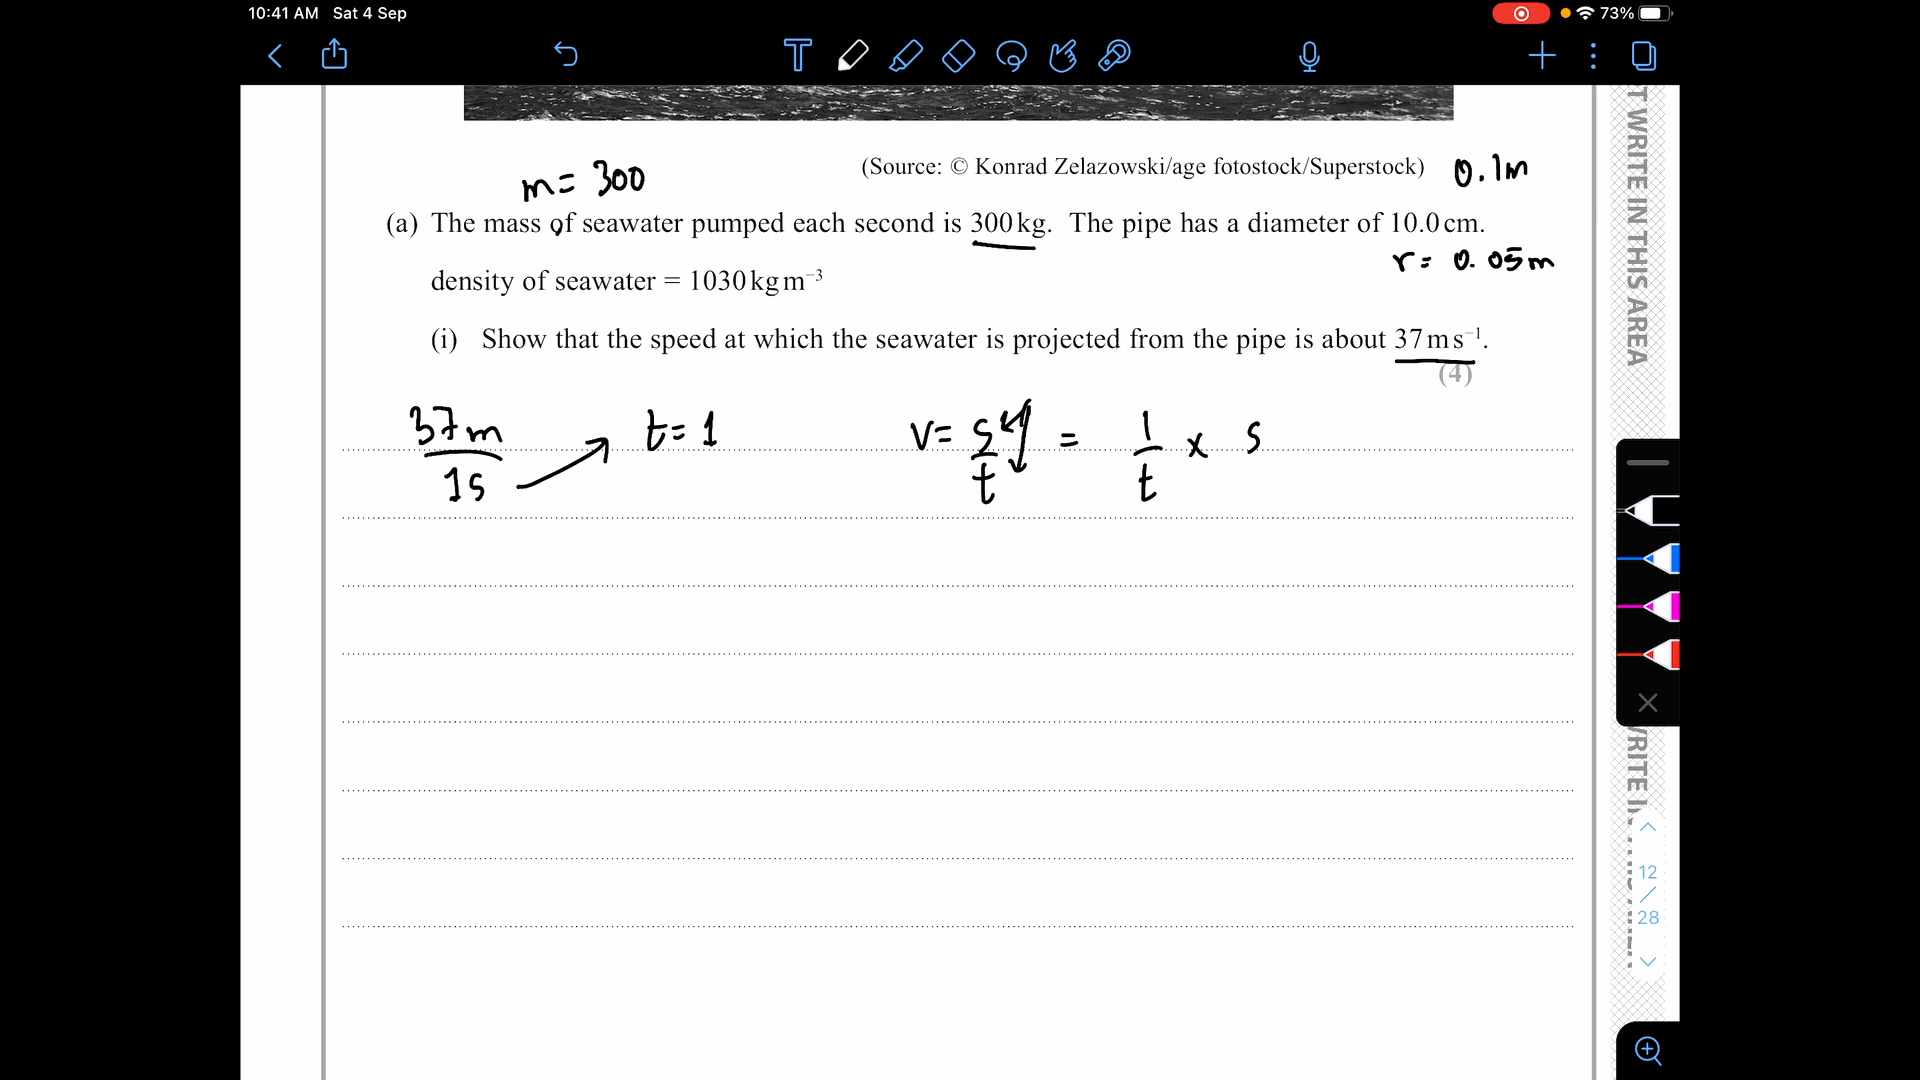 10:41 AM Sat 4 Sep
73%
T
(Source: © Konrad Zelazowski/age fotostock/Superstock) 0.1m
m = 300
(a) The mass of seawater pumped each second is 300 kg. The pipe has a diameter of 10.0 cm.
r = 0.05m
density of seawater = 1030 kg m⁻³
(i) Show that the speed at which the seawater is projected from the pipe is about 37 m s⁻¹.
(4)
37m / 1s t = 1 v = s/t = 1/t × s
T WRITE IN THIS AREA
12 / 28